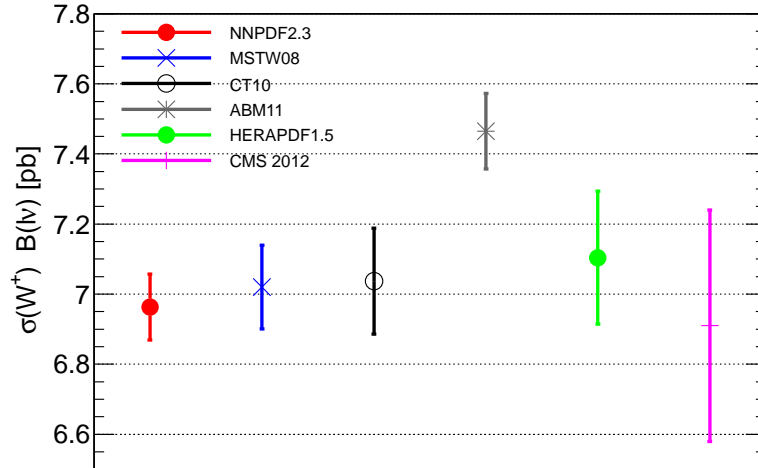 7.8
7.6
7.4
7.2
7
6.8
6.6
σ(W⁺) B(lν) [pb]
NNPDF2.3
MSTW08
CT10
ABM11
HERAPDF1.5
CMS 2012